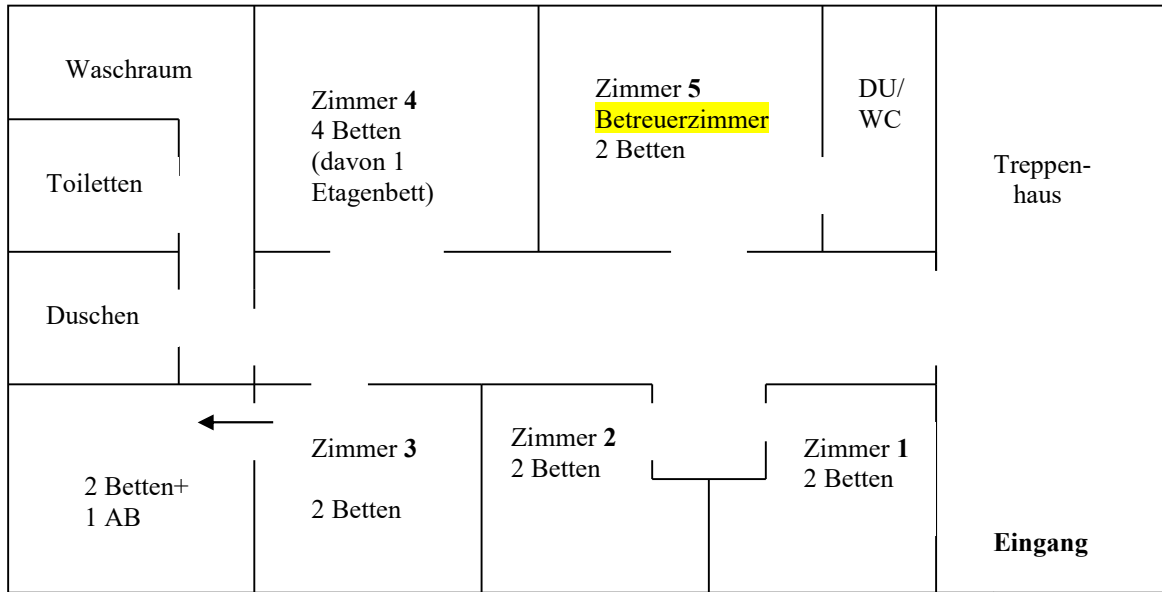 Waschraum
Zimmer 4
4 Betten
(davon 1
Etagenbett)
Zimmer 5
Betreuerzimmer
2 Betten
DU/
WC
Toiletten
Treppen-
haus
Duschen
2 Betten+
1 AB
Zimmer 3
2 Betten
Zimmer 2
2 Betten
Zimmer 1
2 Betten
Eingang